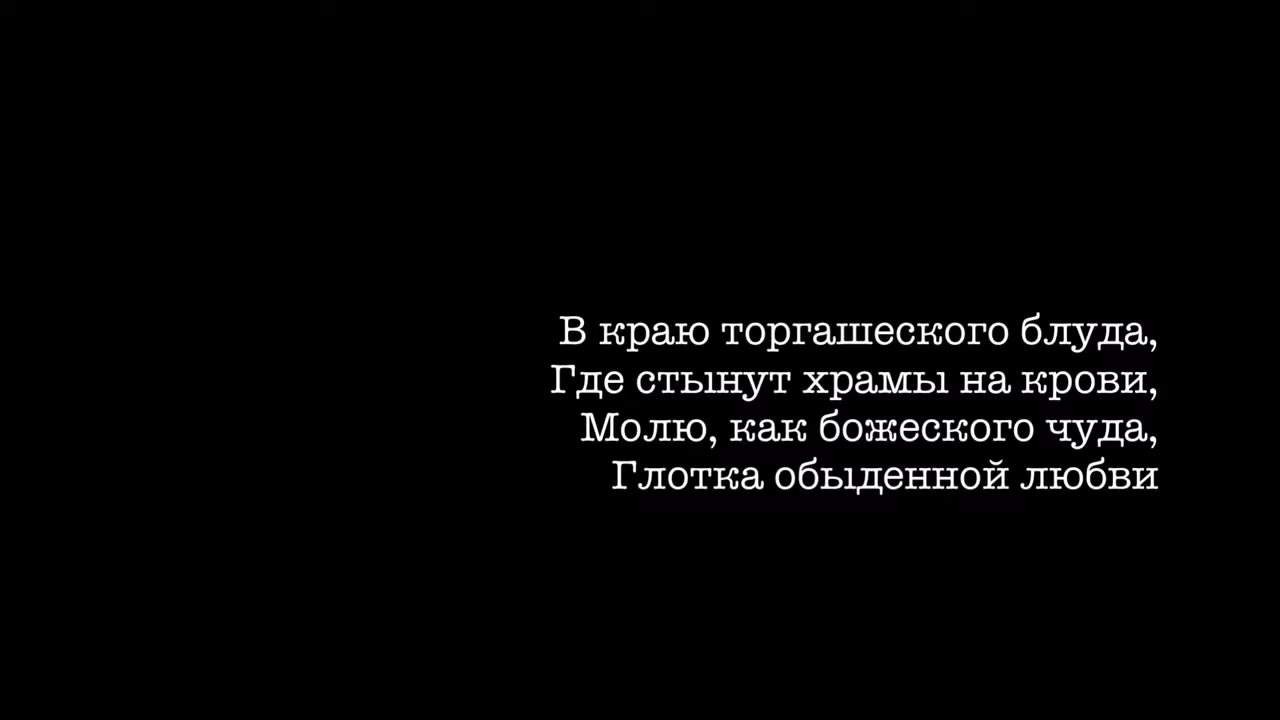 В краю торгашеского блуда,
Где стынут храмы на крови,
Молю, как божеского чуда,
Глотка обыденной любви